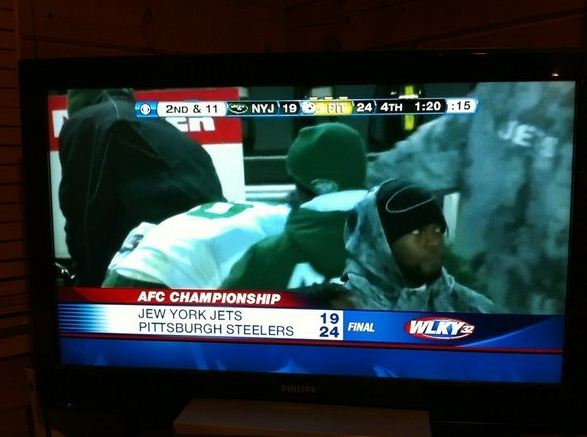 2ND & 11 NYJ 19 PIT 24 4TH 1:20 :15
JETS
AFC CHAMPIONSHIP
JEW YORK JETS 19
PITTSBURGH STEELERS 24
FINAL
WLKY 32
PHILIPS